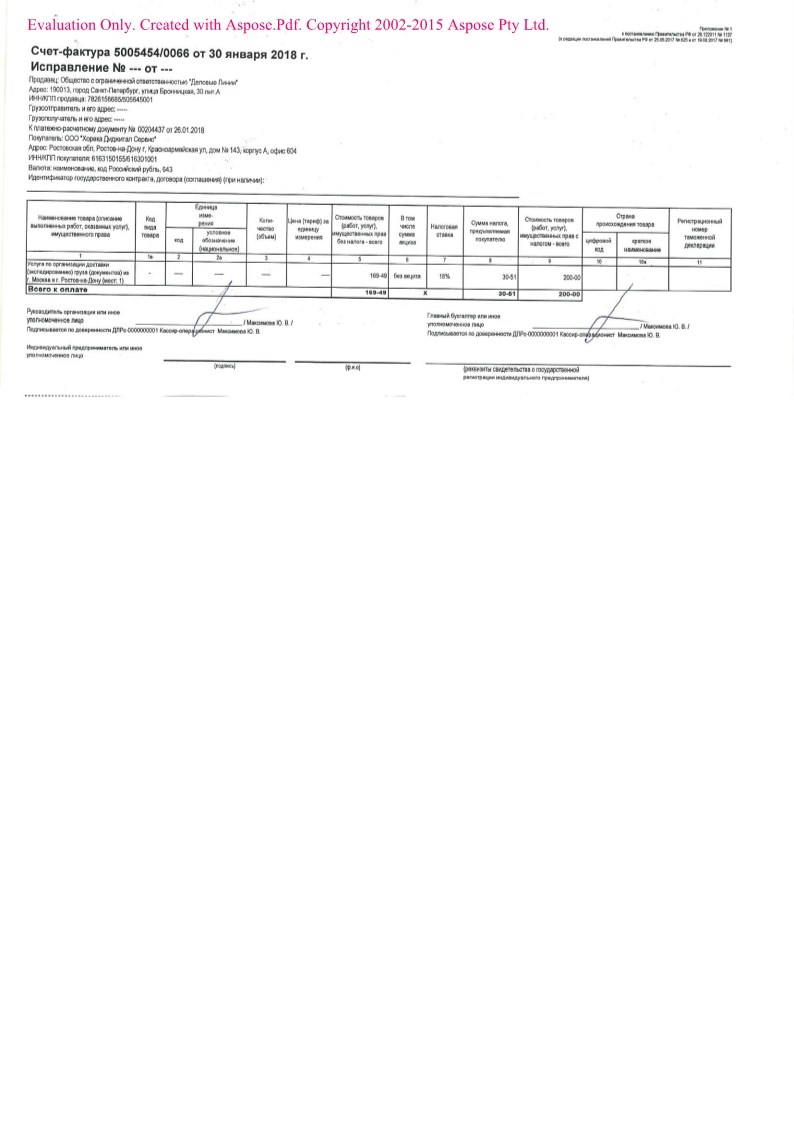 Evaluation Only. Created with Aspose.Pdf. Copyright 2002-2015 Aspose Pty Ltd.
Приложение № 1
к постановлению Правительства РФ от 26.12.2011 № 1137
(в редакции постановлений Правительства РФ от 25.05.2017 № 625 и от 19.08.2017 № 981)
Счет-фактура 5005454/0066 от 30 января 2018 г.
Исправление № --- от ---
Продавец: Общество с ограниченной ответственностью "Деловые Линии"
Адрес: 190013, город Санкт-Петербург, улица Бронницкая, 30 лит.А
ИНН/КПП продавца: 7826156685/505645001
Грузоотправитель и его адрес: -----
Грузополучатель и его адрес: -----
К платежно-расчетному документу № 00204437 от 26.01.2018
Покупатель: ООО "Хорека Диджитал Сервис"
Адрес: Ростовская обл, Ростов-на-Дону г, Красноармейская ул, дом № 143, корпус А, офис 604
ИНН/КПП покупателя: 6163150155/616301001
Валюта: наименование, код Российский рубль, 643
Идентификатор государственного контракта, договора (соглашения) (при наличии):
Наименование товара (описание выполненных работ, оказанных услуг), имущественного права
Код вида товара
Единица изме- рения
код
условное обозначение (национальное)
Коли- чество (объем)
Цена (тариф) за единицу измерения
Стоимость товаров (работ, услуг), имущественных прав без налога - всего
В том числе сумма акциза
Налоговая ставка
Сумма налога, предъявляемая покупателю
Стоимость товаров (работ, услуг), имущественных прав с налогом - всего
Страна происхождения товара
цифровой код
краткое наименование
Регистрационный номер таможенной декларации
1 1а 2 2а 3 4 5 6 7 8 9 10 10а 11
Услуга по организации доставки (экспедированию) груза (документов) из г. Москва в г. Ростов-на-Дону (мест: 1)
- — — — — 169-49 без акциза 18% 30-51 200-00
Всего к оплате 169-49 X 30-51 200-00
Руководитель организации или иное
уполномоченное лицо / Максимова Ю. В. /
Подписывается по доверенности ДПРс-0000000001 Кассир-операционист Максимова Ю. В.
Главный бухгалтер или иное
уполномоченное лицо / Максимова Ю. В. /
Подписывается по доверенности ДПРс-0000000001 Кассир-операционист Максимова Ю. В.
Индивидуальный предприниматель или иное
уполномоченное лицо
(подпись) (ф.и.о) (реквизиты свидетельства о государственной
регистрации индивидуального предпринимателя)